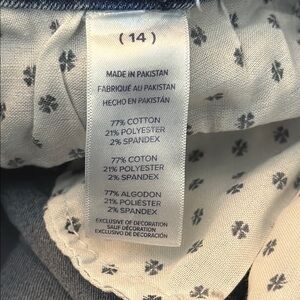 ( 14 )
MADE IN PAKISTAN
FABRIQUÉ AU PAKISTAN
HECHO EN PAKISTÁN
77% COTTON
21% POLYESTER
2% SPANDEX
77% COTON
21% POLYESTER
2% SPANDEX
77% ALGODON
21% POLIÉSTER
2% SPANDEX
EXCLUSIVE OF DECORATION
SAUF DÉCORATION
EXCLUSIVO DE DECORACIÓN